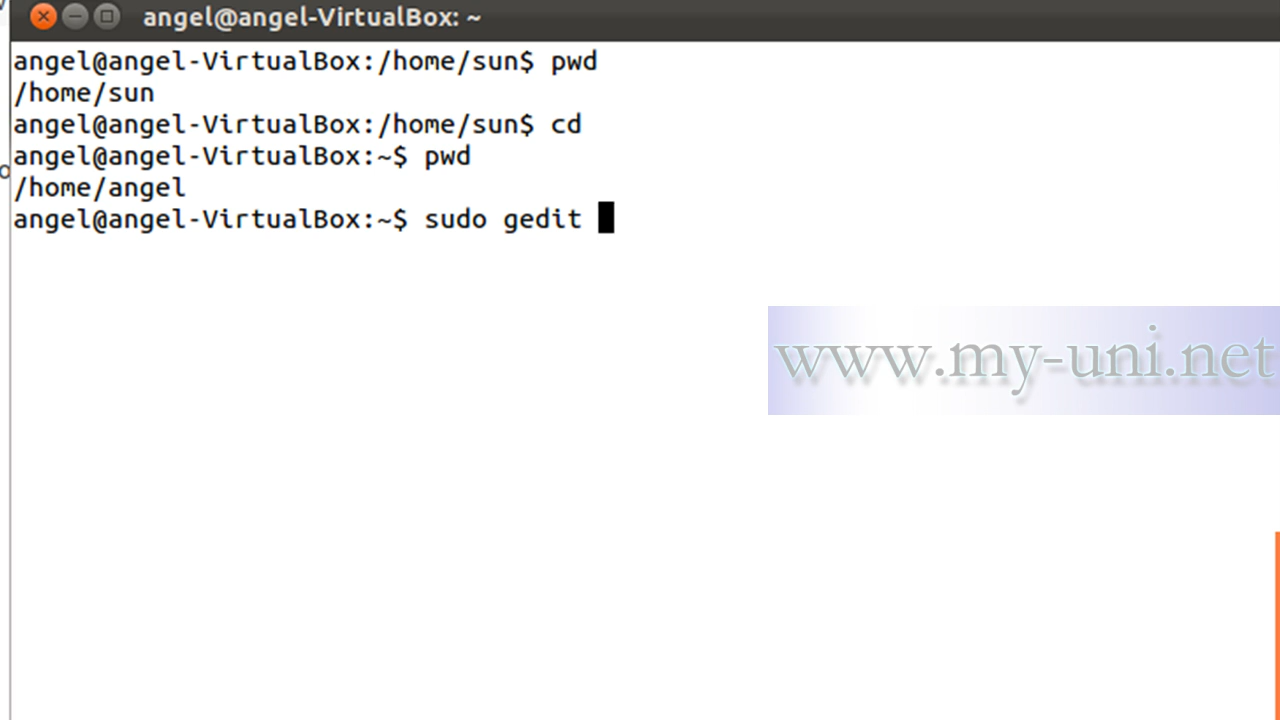 angel@angel-VirtualBox: ~
angel@angel-VirtualBox:/home/sun$ pwd
/home/sun
angel@angel-VirtualBox:/home/sun$ cd
angel@angel-VirtualBox:~$ pwd
/home/angel
angel@angel-VirtualBox:~$ sudo gedit
www.my-uni.net